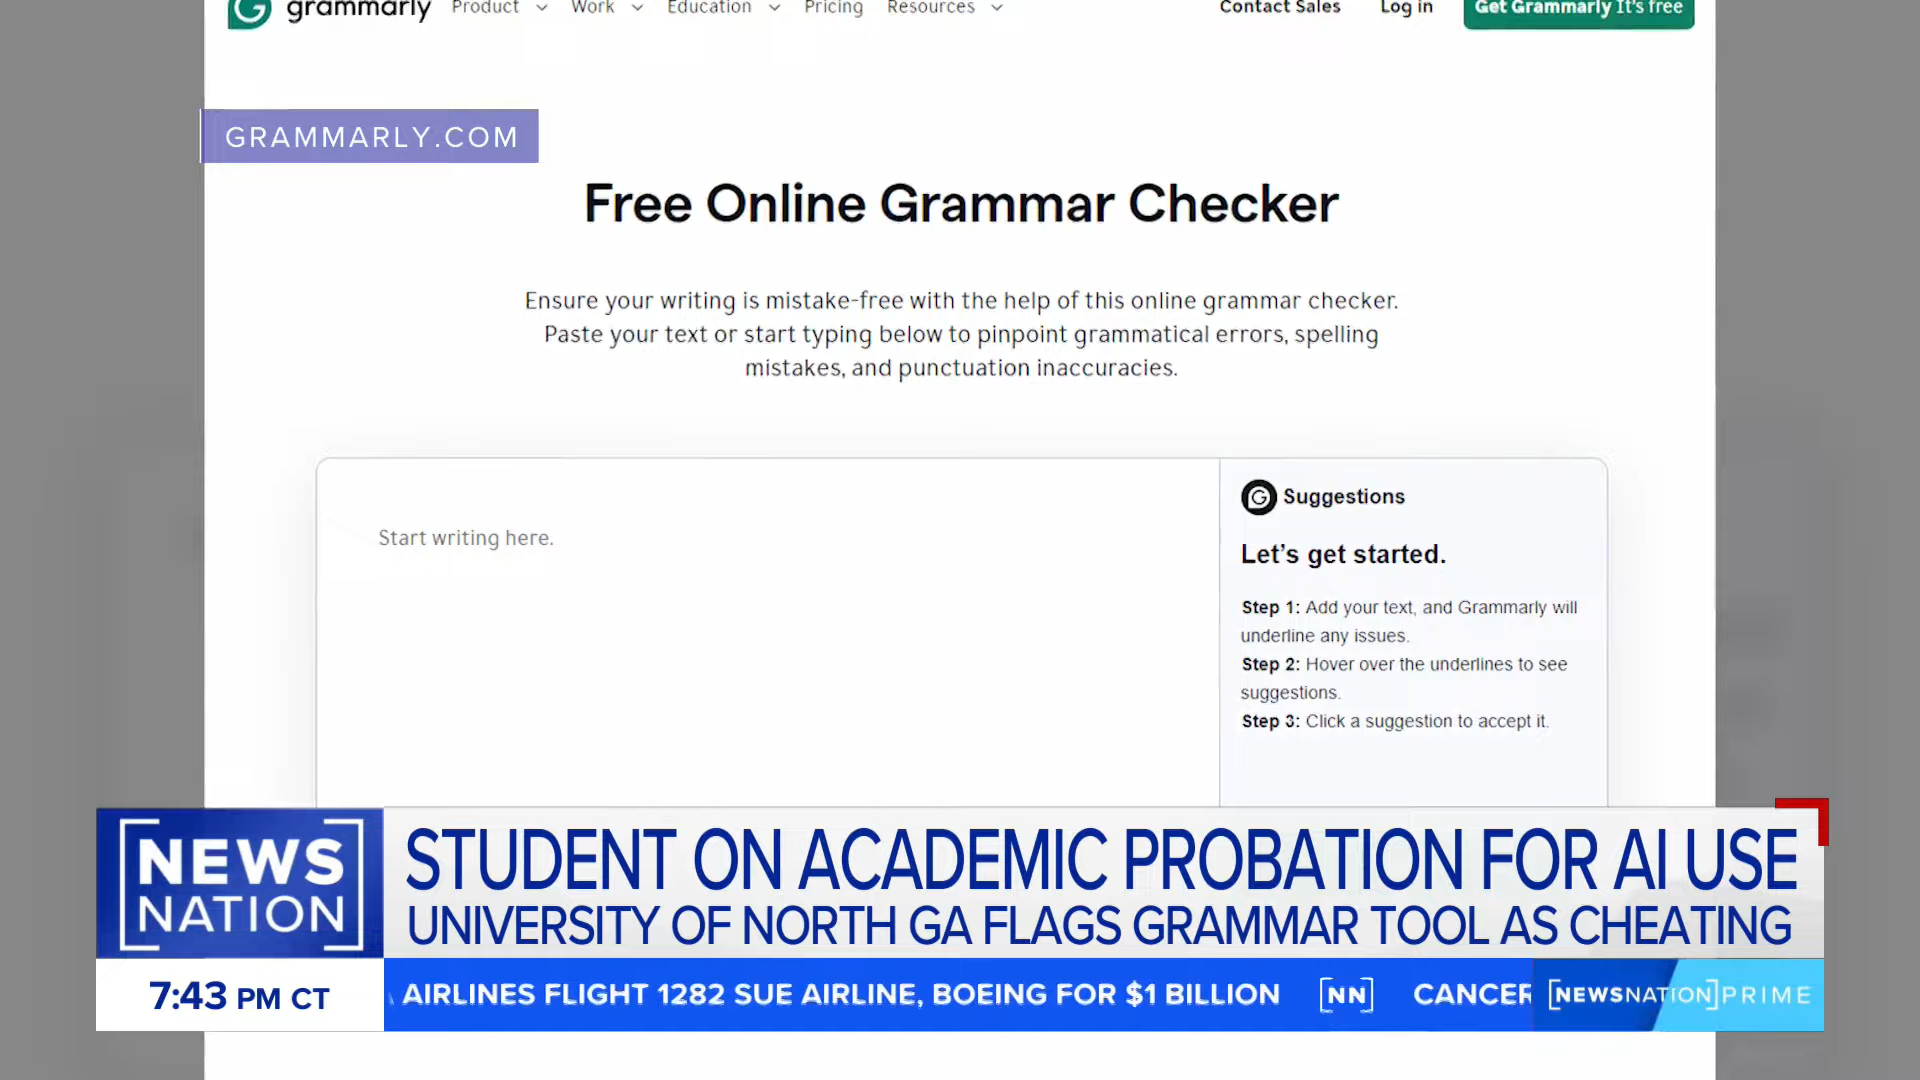 grammarly Product Work Education Pricing Resources Contact Sales Log in Get Grammarly It's free
GRAMMARLY.COM
Free Online Grammar Checker
Ensure your writing is mistake-free with the help of this online grammar checker.
Paste your text or start typing below to pinpoint grammatical errors, spelling
mistakes, and punctuation inaccuracies.
Start writing here.
Suggestions
Let's get started.
Step 1: Add your text, and Grammarly will
underline any issues.
Step 2: Hover over the underlines to see
suggestions.
Step 3: Click a suggestion to accept it.
NEWS
NATION
STUDENT ON ACADEMIC PROBATION FOR AI USE
UNIVERSITY OF NORTH GA FLAGS GRAMMAR TOOL AS CHEATING
7:43 PM CT
AIRLINES FLIGHT 1282 SUE AIRLINE, BOEING FOR $1 BILLION [NN] CANCER
[NEWSNATION]PRIME